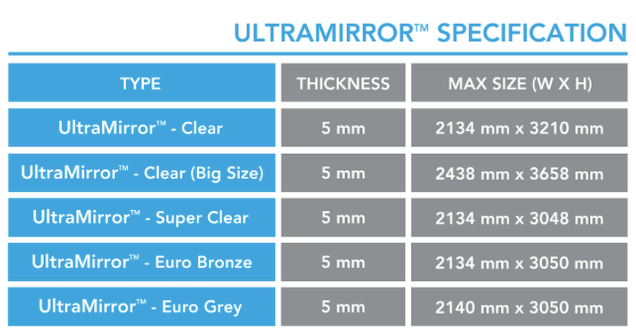 ULTRAMIRROR™ SPECIFICATION
TYPE THICKNESS MAX SIZE (W X H)
UltraMirror™ - Clear 5 mm 2134 mm x 3210 mm
UltraMirror™ - Clear (Big Size) 5 mm 2438 mm x 3658 mm
UltraMirror™ - Super Clear 5 mm 2134 mm x 3048 mm
UltraMirror™ - Euro Bronze 5 mm 2134 mm x 3050 mm
UltraMirror™ - Euro Grey 5 mm 2140 mm x 3050 mm